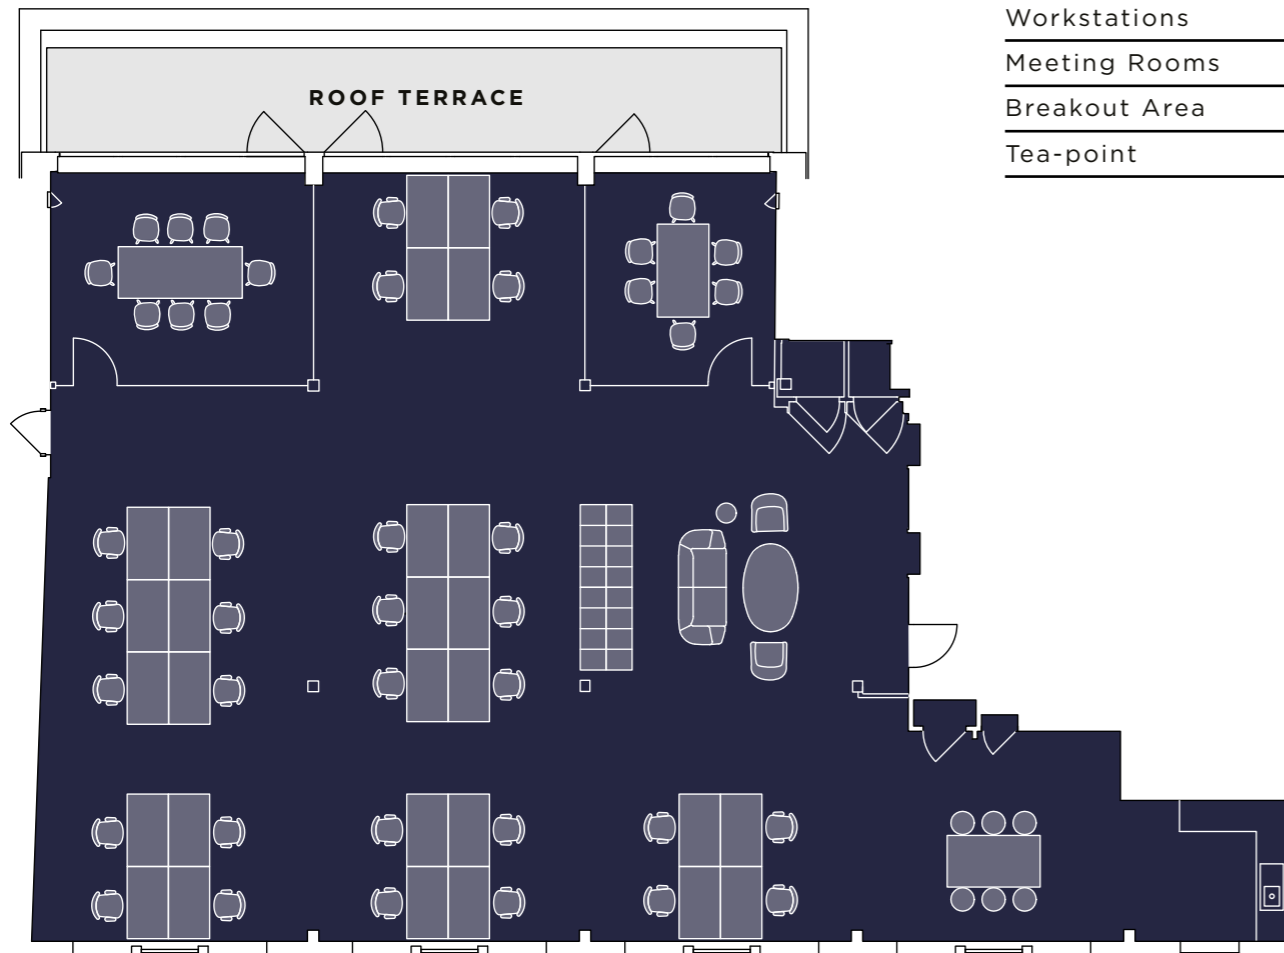 Workstations
Meeting Rooms
Breakout Area
Tea-point
ROOF TERRACE